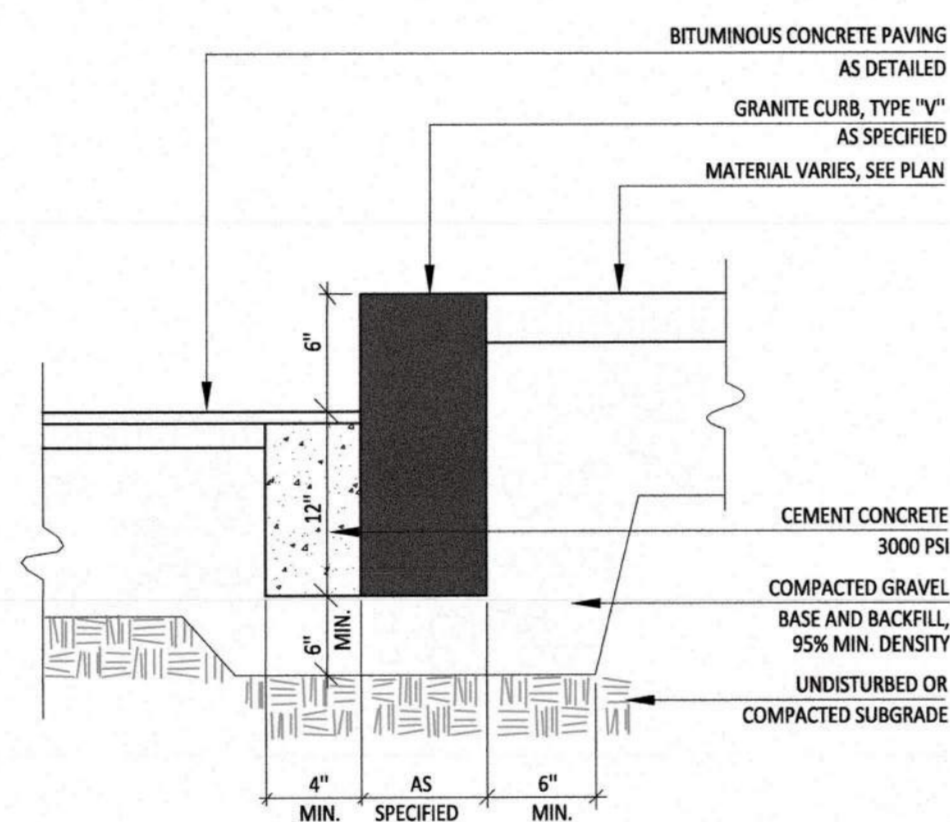 BITUMINOUS CONCRETE PAVING
AS DETAILED
GRANITE CURB, TYPE "V"
AS SPECIFIED
MATERIAL VARIES, SEE PLAN
6"
12"
CEMENT CONCRETE
3000 PSI
COMPACTED GRAVEL
BASE AND BACKFILL,
95% MIN. DENSITY
6"
MIN.
UNDISTURBED OR
COMPACTED SUBGRADE
4"
MIN.
AS
SPECIFIED
6"
MIN.